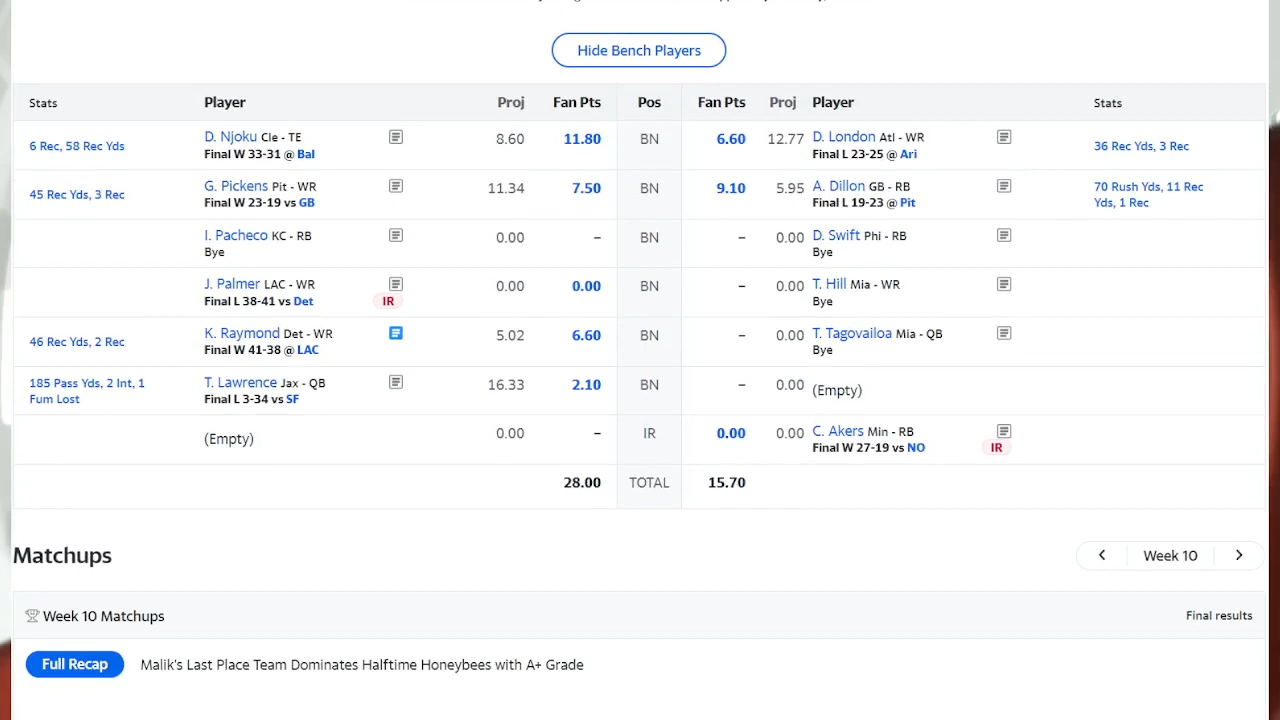 Hide Bench Players
Stats Player Proj Fan Pts Pos Fan Pts Proj Player Stats
6 Rec, 58 Rec Yds D. Njoku Cle - TE 8.60 11.80 BN 6.60 12.77 D. London Atl - WR 36 Rec Yds, 3 Rec
Final W 33-31 @ Bal Final L 23-25 @ Ari
45 Rec Yds, 3 Rec G. Pickens Pit - WR 11.34 7.50 BN 9.10 5.95 A. Dillon GB - RB 70 Rush Yds, 11 Rec
Final W 23-19 vs GB Final L 19-23 @ Pit Yds, 1 Rec
I. Pacheco KC - RB 0.00 – BN – 0.00 D. Swift Phi - RB
Bye Bye
J. Palmer LAC - WR 0.00 0.00 BN – 0.00 T. Hill Mia - WR
Final L 38-41 vs Det IR Bye
46 Rec Yds, 2 Rec K. Raymond Det - WR 5.02 6.60 BN – 0.00 T. Tagovailoa Mia - QB
Final W 41-38 @ LAC Bye
185 Pass Yds, 2 Int, 1 T. Lawrence Jax - QB 16.33 2.10 BN – 0.00 (Empty)
Fum Lost Final L 3-34 vs SF
(Empty) 0.00 – IR 0.00 0.00 C. Akers Min - RB
Final W 27-19 vs NO IR
28.00 TOTAL 15.70
Matchups Week 10
Week 10 Matchups Final results
Full Recap Malik's Last Place Team Dominates Halftime Honeybees with A+ Grade